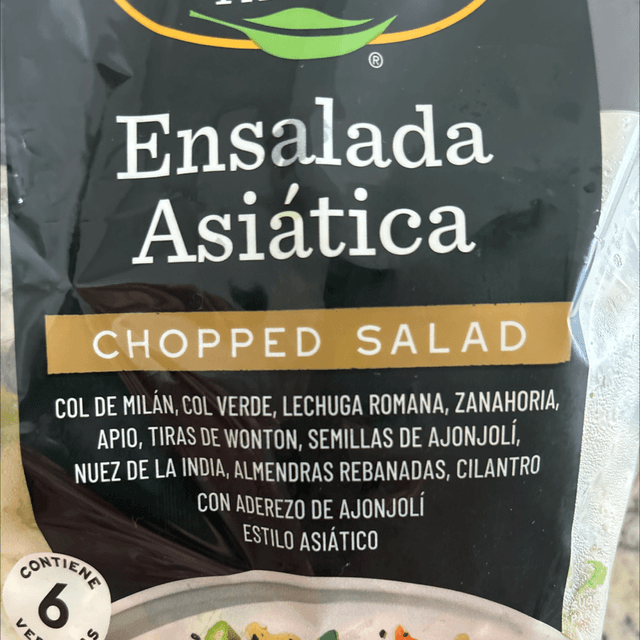 ®
Ensalada
Asiática
CHOPPED SALAD
COL DE MILÁN, COL VERDE, LECHUGA ROMANA, ZANAHORIA,
APIO, TIRAS DE WONTON, SEMILLAS DE AJONJOLÍ,
NUEZ DE LA INDIA, ALMENDRAS REBANADAS, CILANTRO
CON ADEREZO DE AJONJOLÍ
ESTILO ASIÁTICO
CONTIENE
6